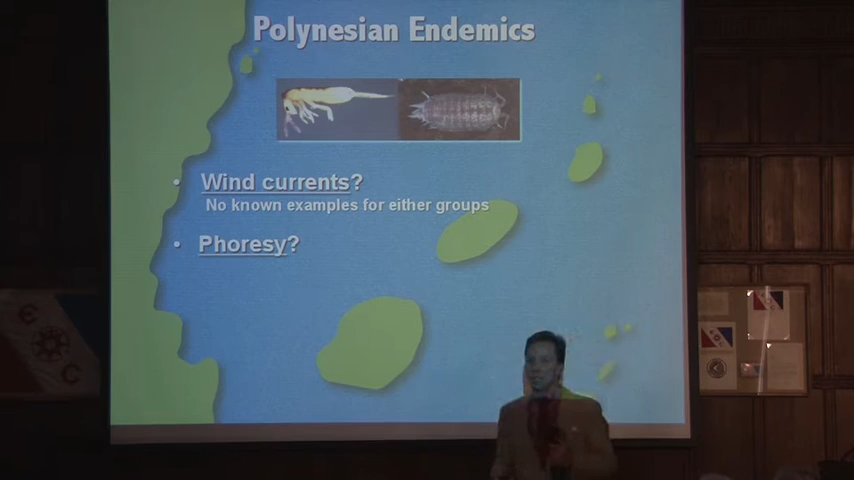 Polynesian Endemics
• Wind currents?
No known examples for either groups
• Phoresy?
E
C